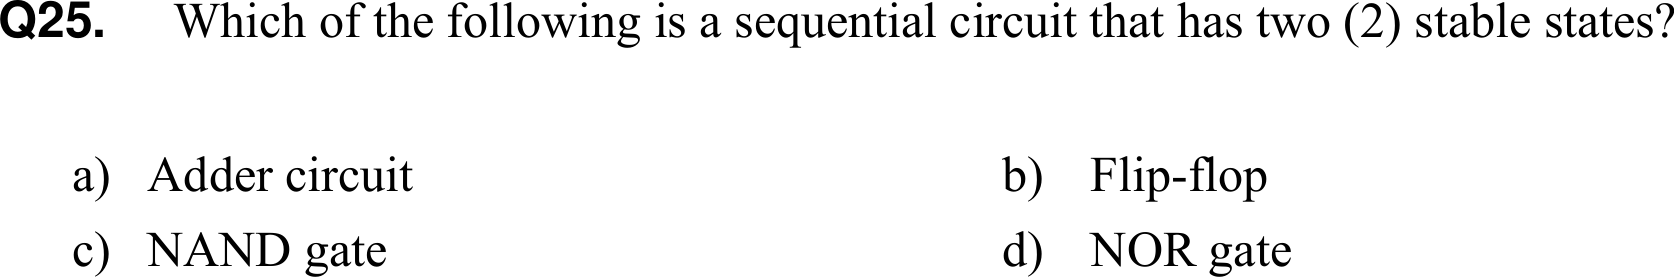 Q25. Which of the following is a sequential circuit that has two (2) stable states?
a) Adder circuit b) Flip-flop
c) NAND gate d) NOR gate